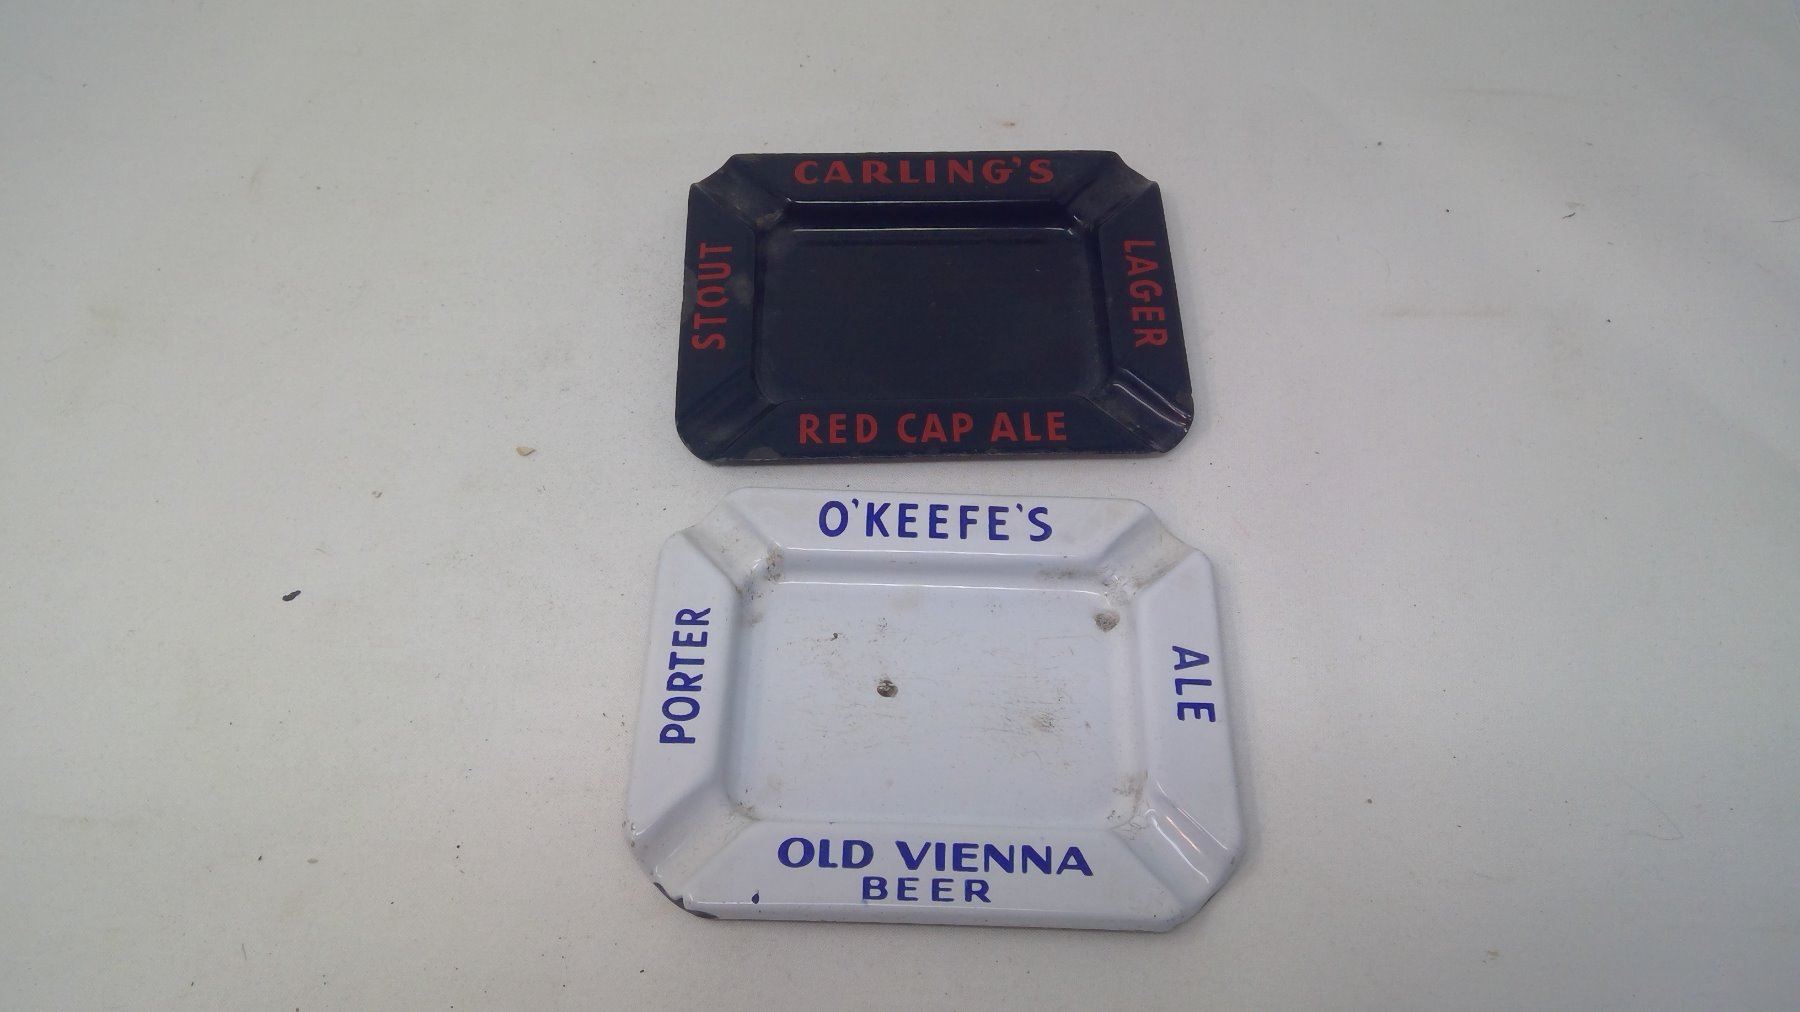 CARLING'S
STOUT
LAGER
RED CAP ALE
O'KEEFE'S
PORTER
ALE
OLD VIENNA
BEER